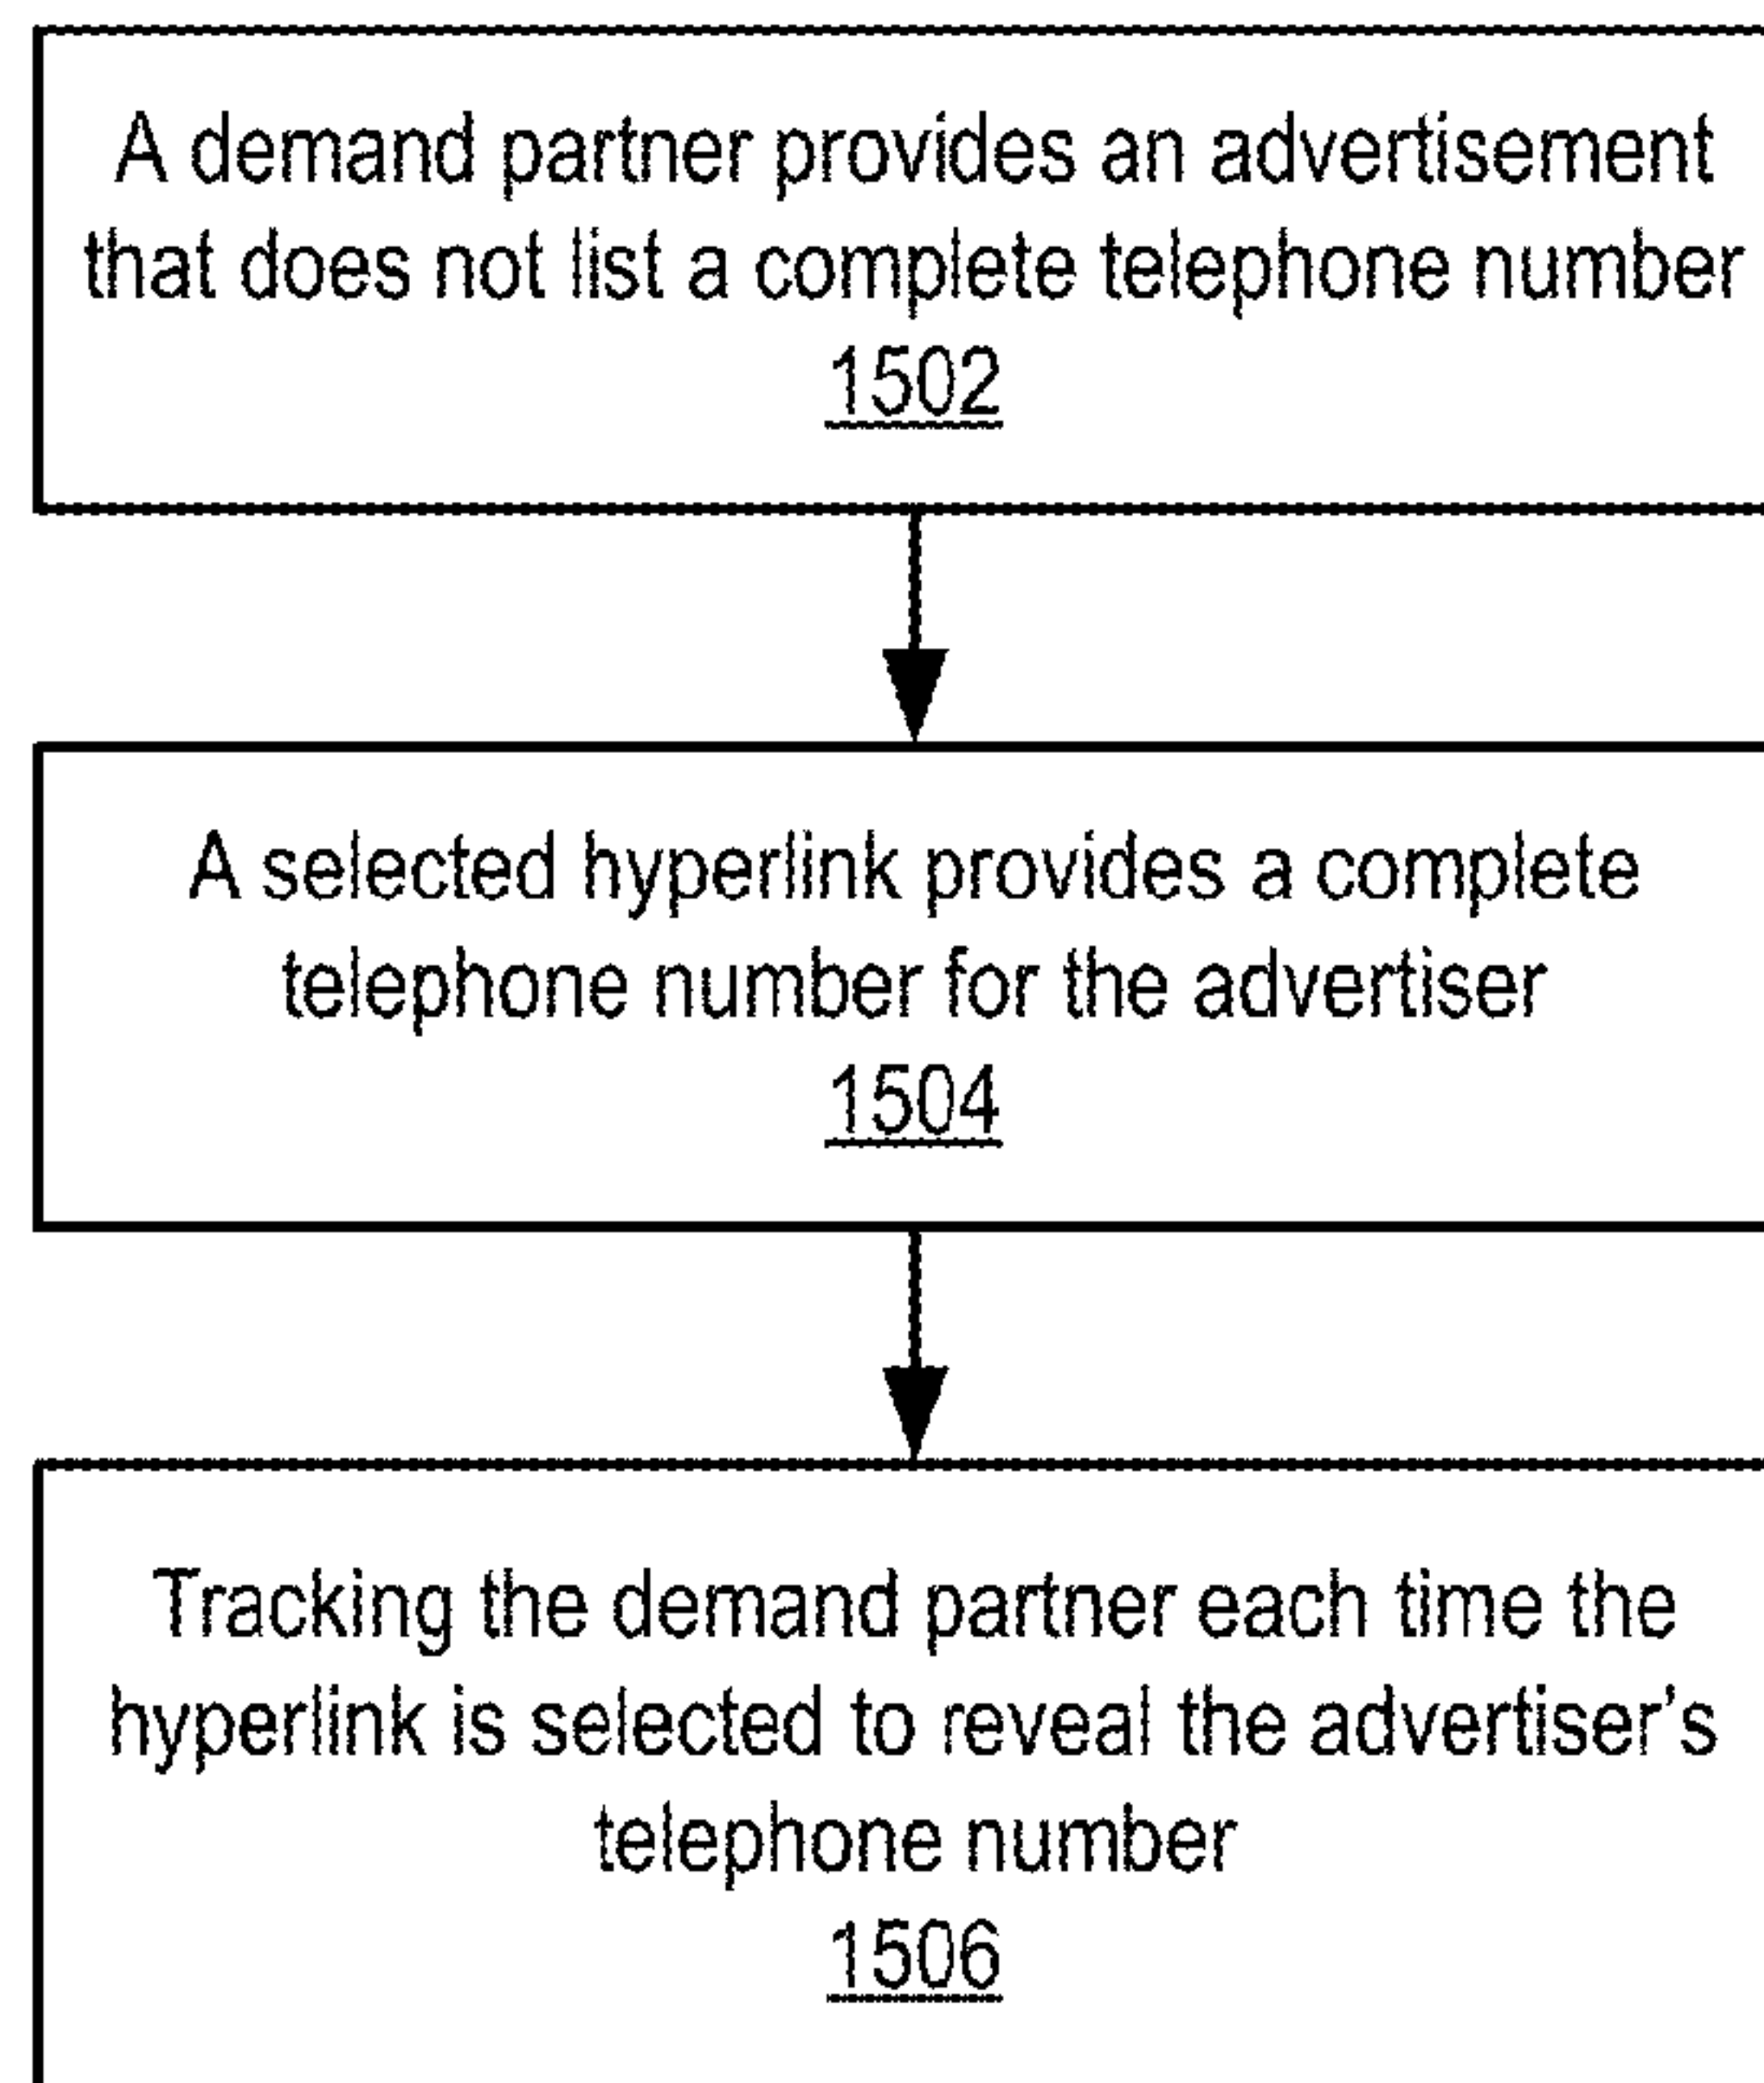 A demand partner provides an advertisement
that does not list a complete telephone number
1502
A selected hyperlink provides a complete
telephone number for the advertiser
1504
Tracking the demand partner each time the
hyperlink is selected to reveal the advertiser's
telephone number
1506